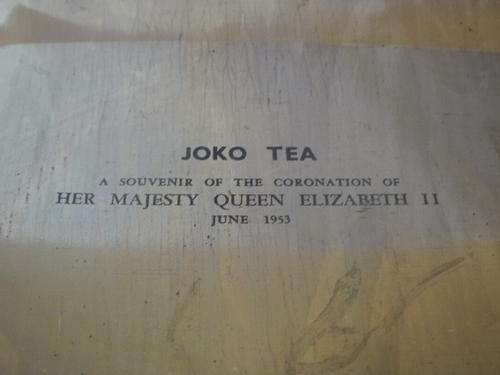 JOKO TEA
A SOUVENIR OF THE CORONATION OF
HER MAJESTY QUEEN ELIZABETH II
JUNE 1953